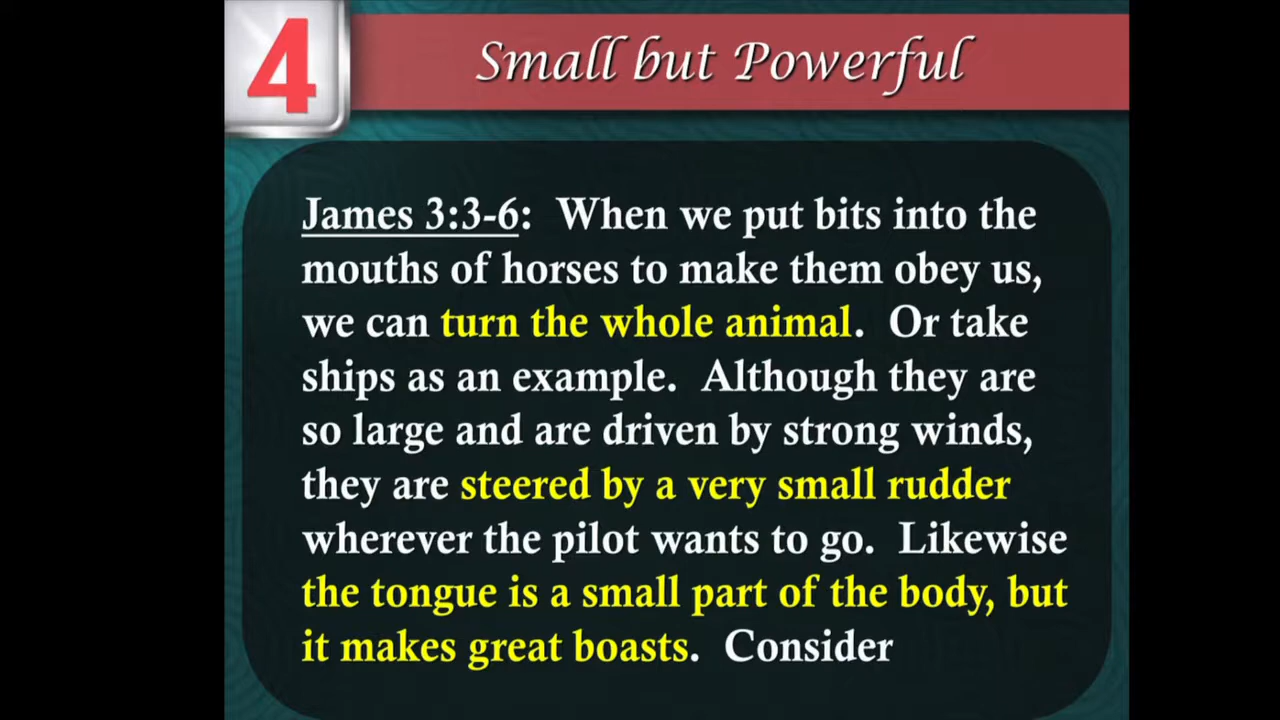 4
Small but Powerful
James 3:3-6: When we put bits into the
mouths of horses to make them obey us,
we can turn the whole animal. Or take
ships as an example. Although they are
so large and are driven by strong winds,
they are steered by a very small rudder
wherever the pilot wants to go. Likewise
the tongue is a small part of the body, but
it makes great boasts. Consider